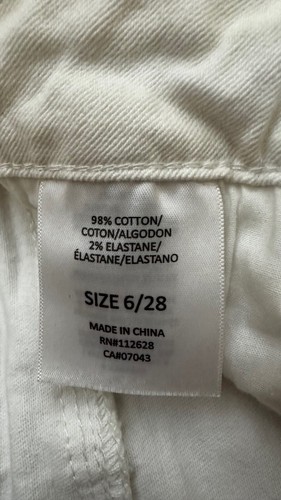 98% COTTON/
COTON/ALGODON
2% ELASTANE/
ÉLASTANE/ELASTANO
SIZE 6/28
MADE IN CHINA
RN#112628
CA#07043